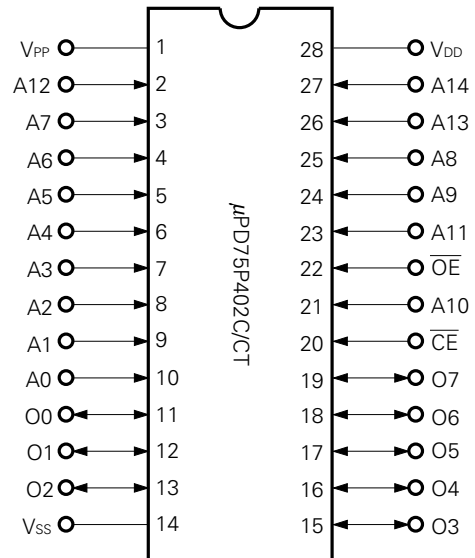 VPP 1 28 VDD
A12 2 27 A14
A7 3 26 A13
A6 4 25 A8
A5 5 24 A9
A4 6 23 A11
A3 7 22 O̅E̅
A2 8 21 A10
A1 9 20 C̅E̅
A0 10 19 O7
O0 11 18 O6
O1 12 17 O5
O2 13 16 O4
VSS 14 15 O3
µPD75P402C/CT